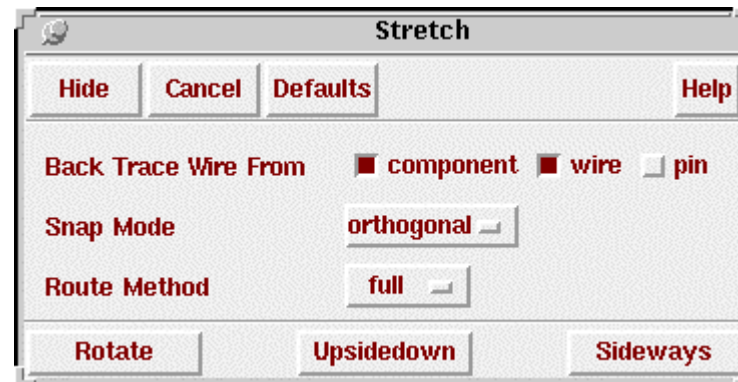 Stretch
Hide Cancel Defaults Help
Back Trace Wire From component wire pin
Snap Mode orthogonal
Route Method full
Rotate Upsidedown Sideways